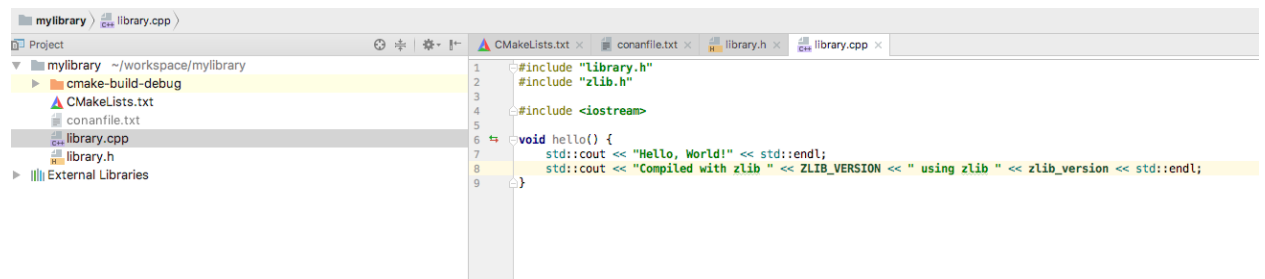 mylibrary library.cpp
Project
CMakeLists.txt conanfile.txt library.h library.cpp
mylibrary ~/workspace/mylibrary
cmake-build-debug
CMakeLists.txt
conanfile.txt
library.cpp
library.h
External Libraries
1 #include "library.h"
2 #include "zlib.h"
3
4 #include <iostream>
5
6 void hello() {
7 std::cout << "Hello, World!" << std::endl;
8 std::cout << "Compiled with zlib " << ZLIB_VERSION << " using zlib " << zlib_version << std::endl;
9 }